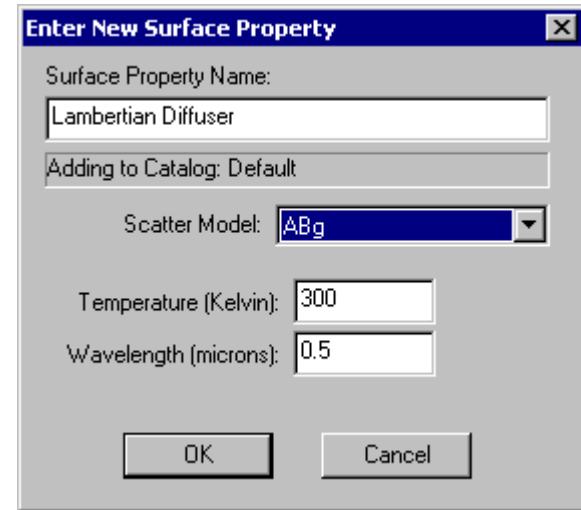 Enter New Surface Property
Surface Property Name:
Lambertian Diffuser
Adding to Catalog: Default
Scatter Model: ABg
Temperature (Kelvin): 300
Wavelength (microns): 0.5
OK Cancel